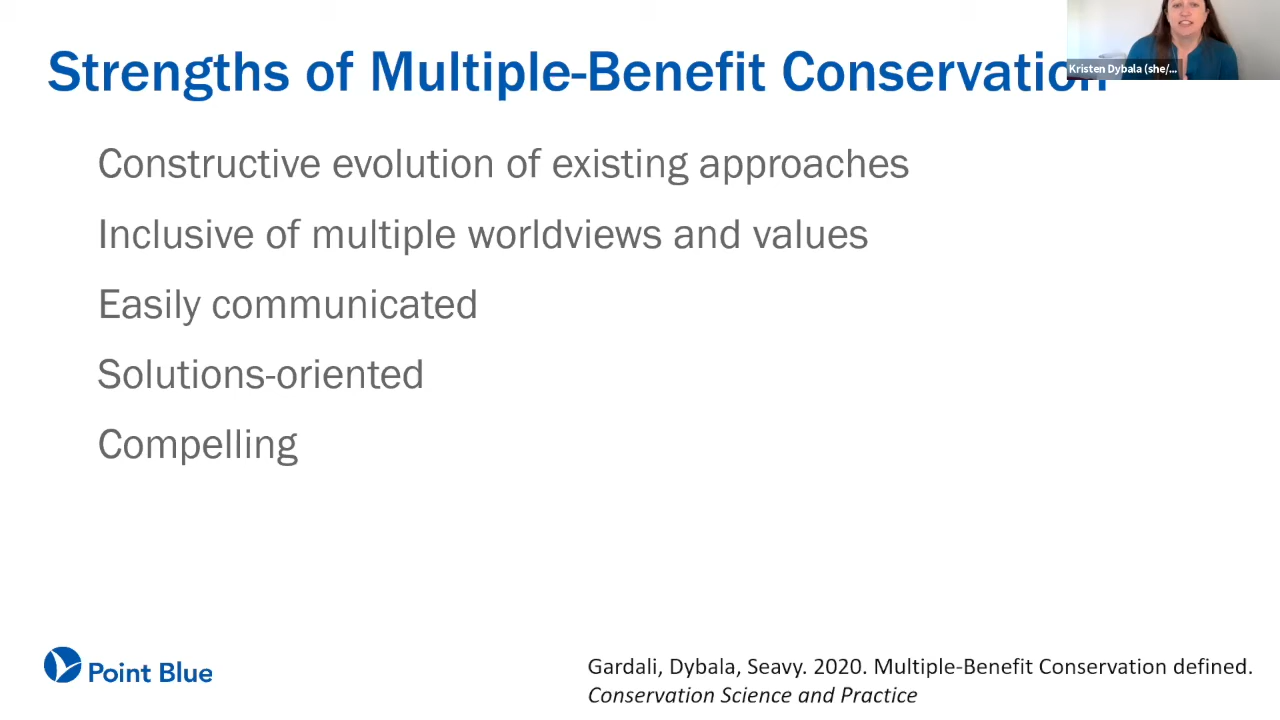 Strengths of Multiple-Benefit Conservation
Kristen Dybala (she/...
Constructive evolution of existing approaches
Inclusive of multiple worldviews and values
Easily communicated
Solutions-oriented
Compelling
Point Blue
Gardali, Dybala, Seavy. 2020. Multiple-Benefit Conservation defined.
Conservation Science and Practice